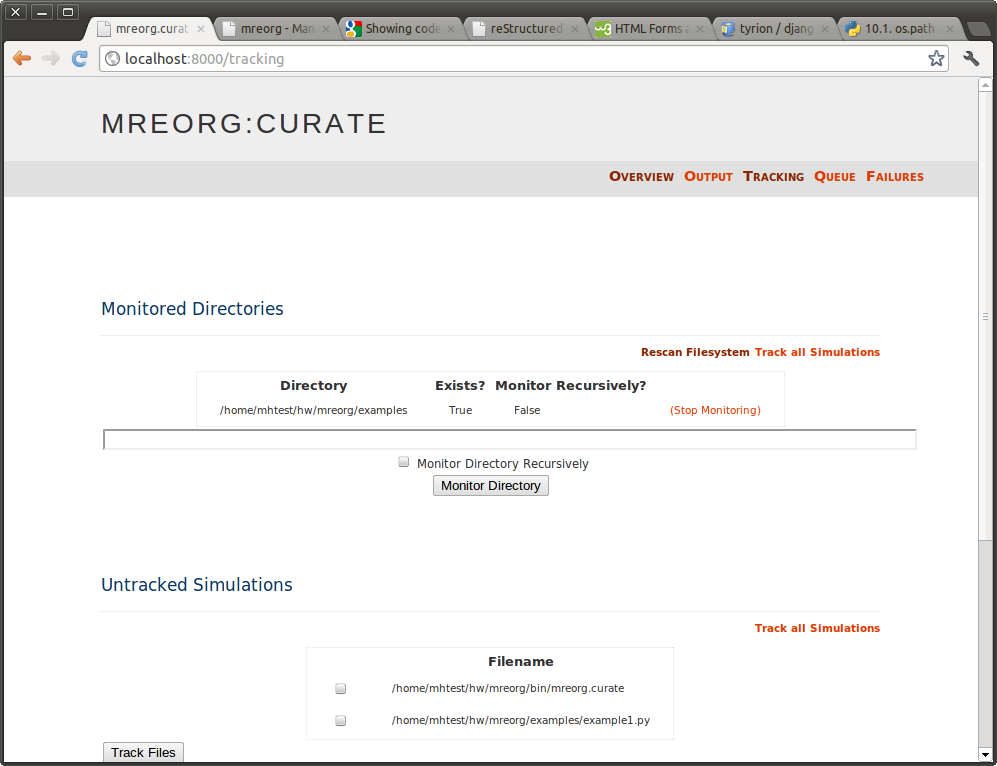 mreorg.curat
mreorg - Man
Showing code
reStructured
HTML Forms a
tyrion / djang
10.1. os.path
localhost:8000/tracking
MREORG:CURATE
OVERVIEW OUTPUT TRACKING QUEUE FAILURES
Monitored Directories
Rescan Filesystem Track all Simulations
Directory Exists? Monitor Recursively?
/home/mhtest/hw/mreorg/examples True False (Stop Monitoring)
Monitor Directory Recursively
Monitor Directory
Untracked Simulations
Track all Simulations
Filename
/home/mhtest/hw/mreorg/bin/mreorg.curate
/home/mhtest/hw/mreorg/examples/example1.py
Track Files